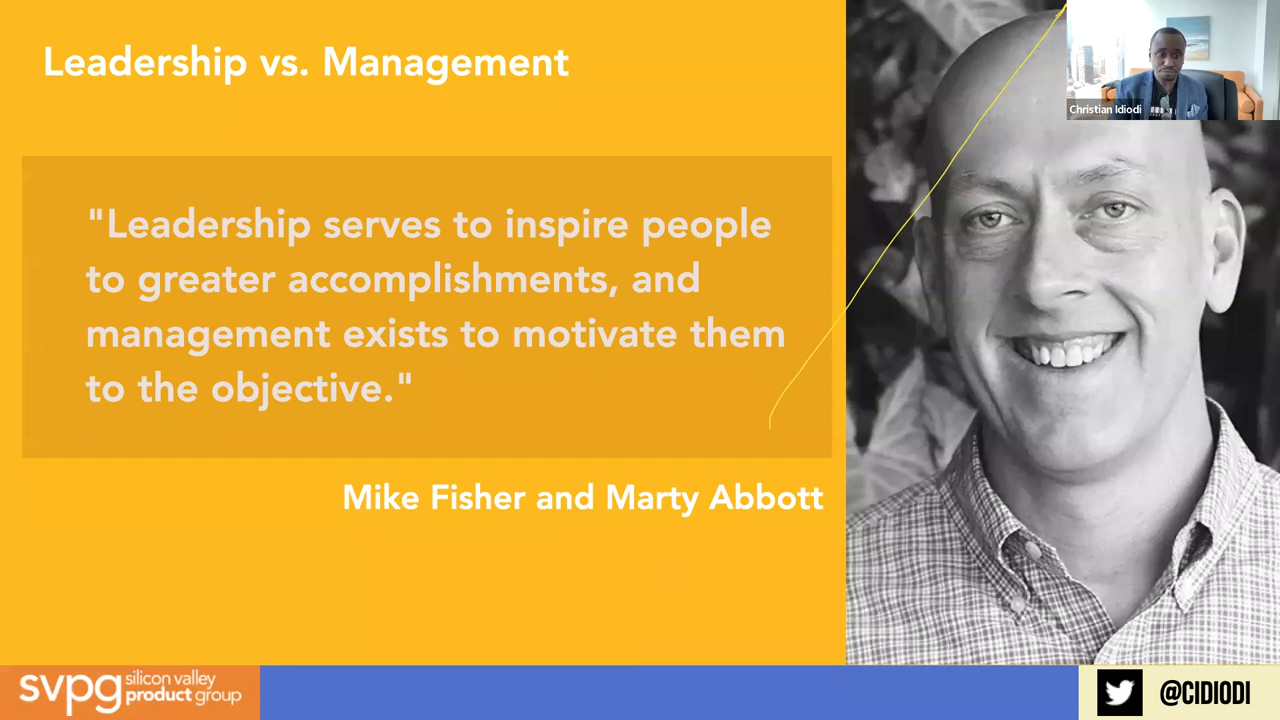 Leadership vs. Management
"Leadership serves to inspire people
to greater accomplishments, and
management exists to motivate them
to the objective."
Mike Fisher and Marty Abbott
Christian Idiodi
svpg silicon valley
product group
@CIDIODI